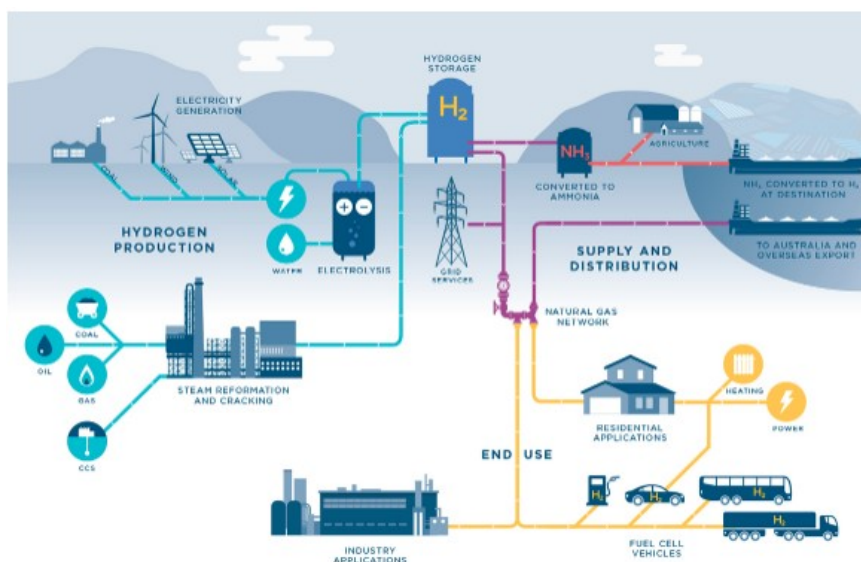 HYDROGEN
STORAGE
H₂
ELECTRICITY
GENERATION
COAL
WIND
SOLAR
HYDROGEN
PRODUCTION
WATER
ELECTROLYSIS
GRID
SERVICES
NH₃
CONVERTED TO
AMMONIA
AGRICULTURE
NH₃ CONVERTED TO H₂
AT DESTINATION
SUPPLY AND
DISTRIBUTION
TO AUSTRALIA AND
OVERSEAS EXPORT
NATURAL GAS
NETWORK
COAL
OIL
GAS
CCS
STEAM REFORMATION
AND CRACKING
RESIDENTIAL
APPLICATIONS
HEATING
POWER
END USE
INDUSTRY
APPLICATIONS
H₂
H₂
H₂
H₂
FUEL CELL
VEHICLES